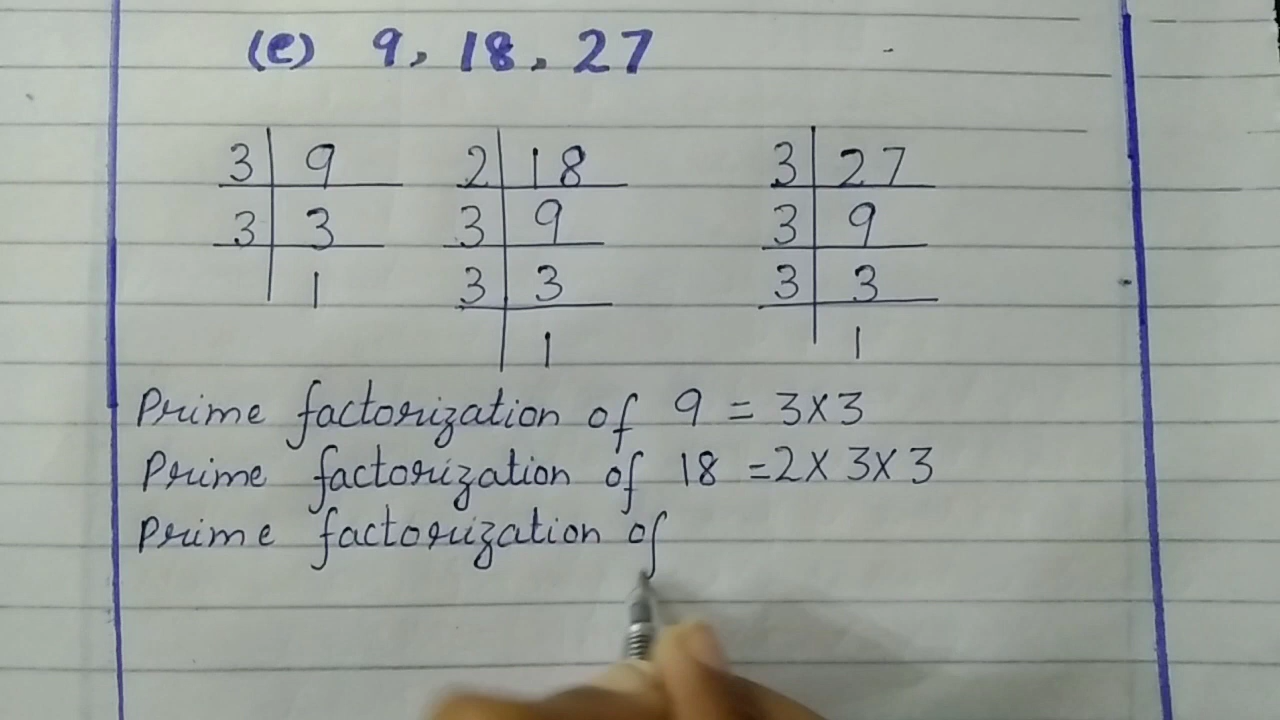 (e) 9, 18, 27
3 9 2 18 3 27
3 3 3 9 3 9
1 3 3 3 3
1 1
Prime factorization of 9 = 3×3
Prime factorization of 18 =2× 3×3
Prime factorization of